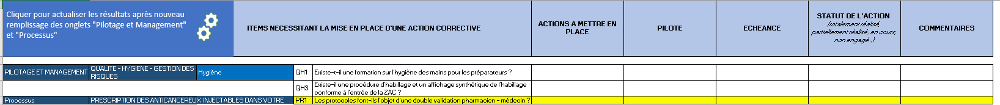 Cliquer pour actualiser les résultats après nouveau
remplissage des onglets "Pilotage et Management"
et "Processus"
ITEMS NECESSITANT LA MISE EN PLACE D'UNE ACTION CORRECTIVE
ACTIONS A METTRE EN
PLACE
PILOTE
ECHEANCE
STATUT DE L'ACTION
(totalement réalisé,
partiellement réalisé, en cours,
non engagé...)
COMMENTAIRES
PILOTAGE ET MANAGEMENT
QUALITE - HYGIENE - GESTION DES
RISQUES
Hygiène
QH1
Existe-t-il une formation sur l'hygiène des mains pour les préparateurs ?
QH3
Existe-il une procédure d'habillage et un affichage synthétique de l'habillage
conforme à l'entrée de la ZAC ?
Processus
PRESCRIPTION DES ANTICANCEREUX INJECTABLES DANS VOTRE
PR1
Les protocoles font-ils l'objet d'une double validation pharmacien - médecin ?